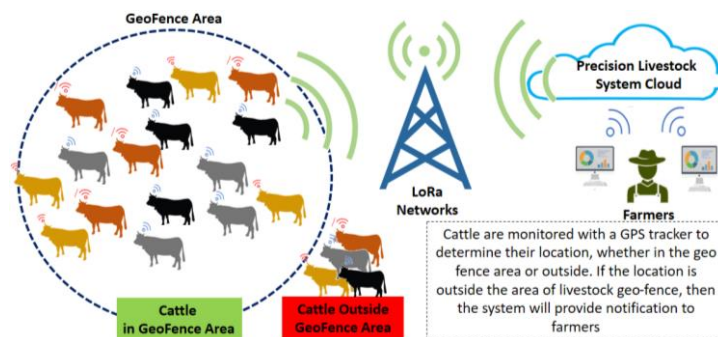 GeoFence Area
Precision Livestock
System Cloud
LoRa
Networks
Farmers
Cattle are monitored with a GPS tracker to
determine their location, whether in the geo
fence area or outside. If the location is
outside the area of livestock geo-fence, then
the system will provide notification to
farmers
Cattle
in GeoFence Area
Cattle Outside
GeoFence Area